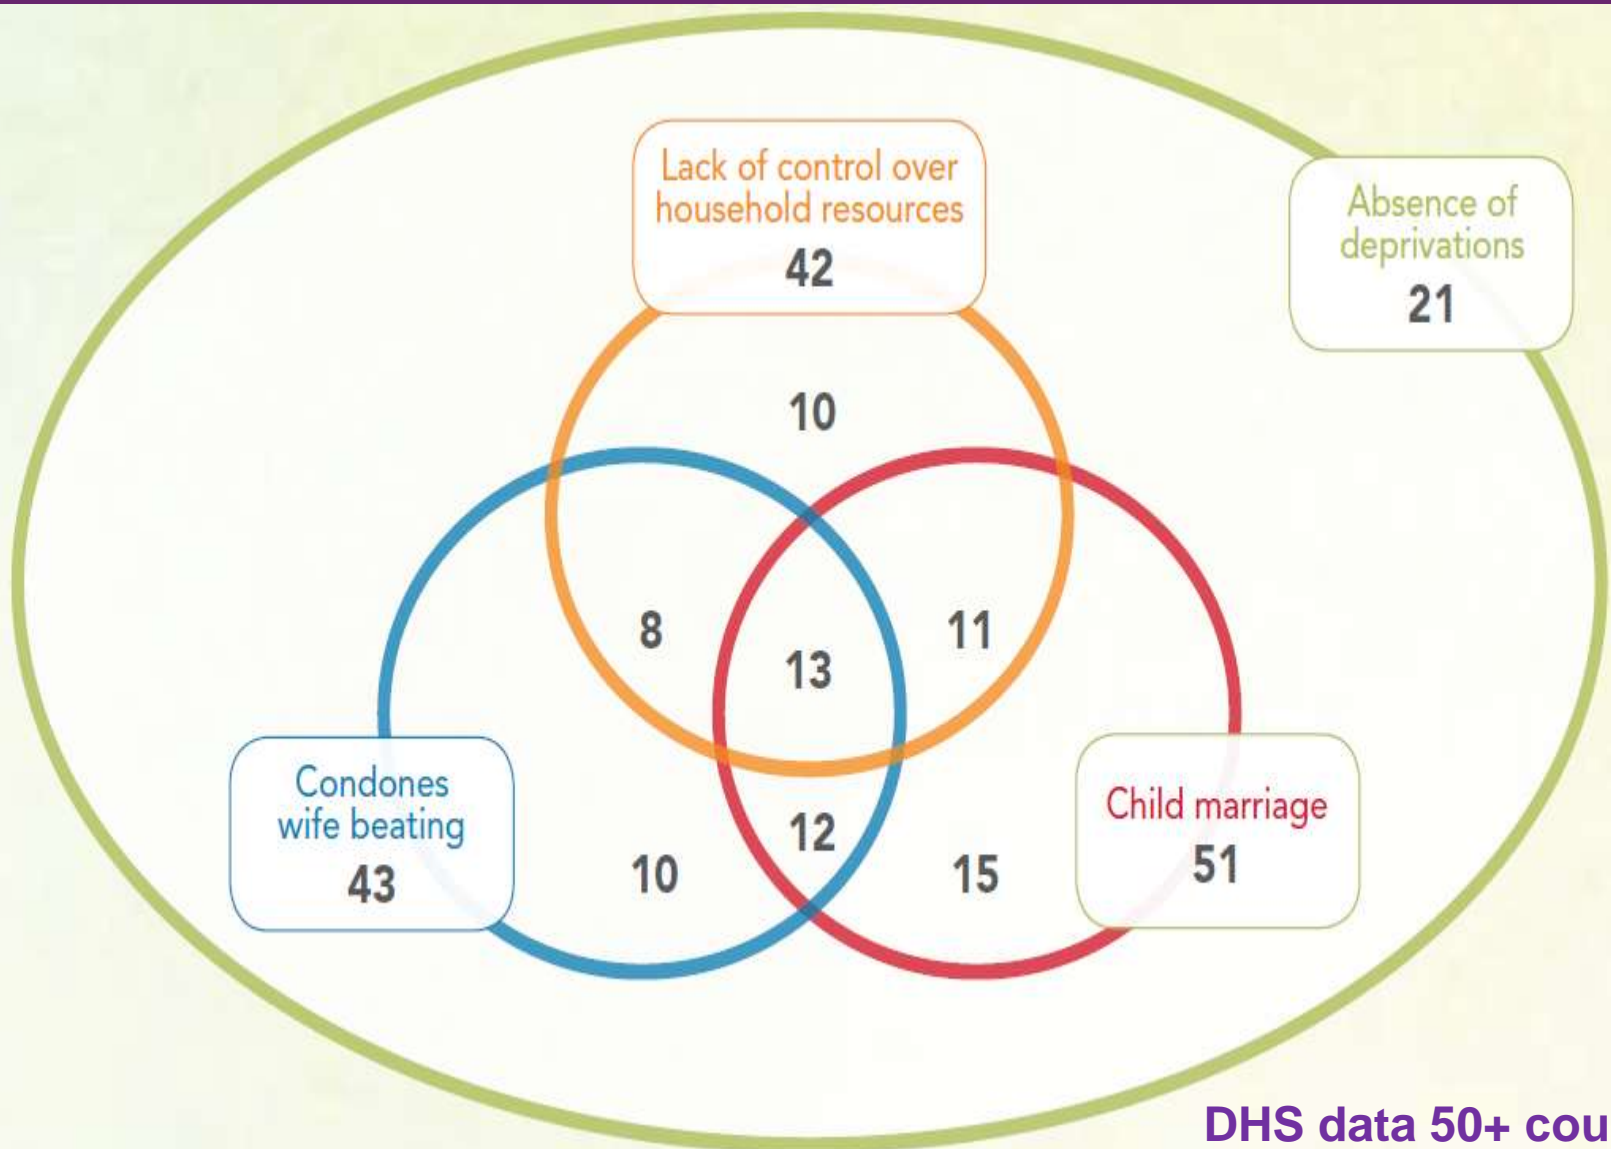 Lack of control over
household resources
42
Absence of
deprivations
21
10
8
13
11
Condones
wife beating
43
10
12
15
Child marriage
51
DHS data 50+ cou